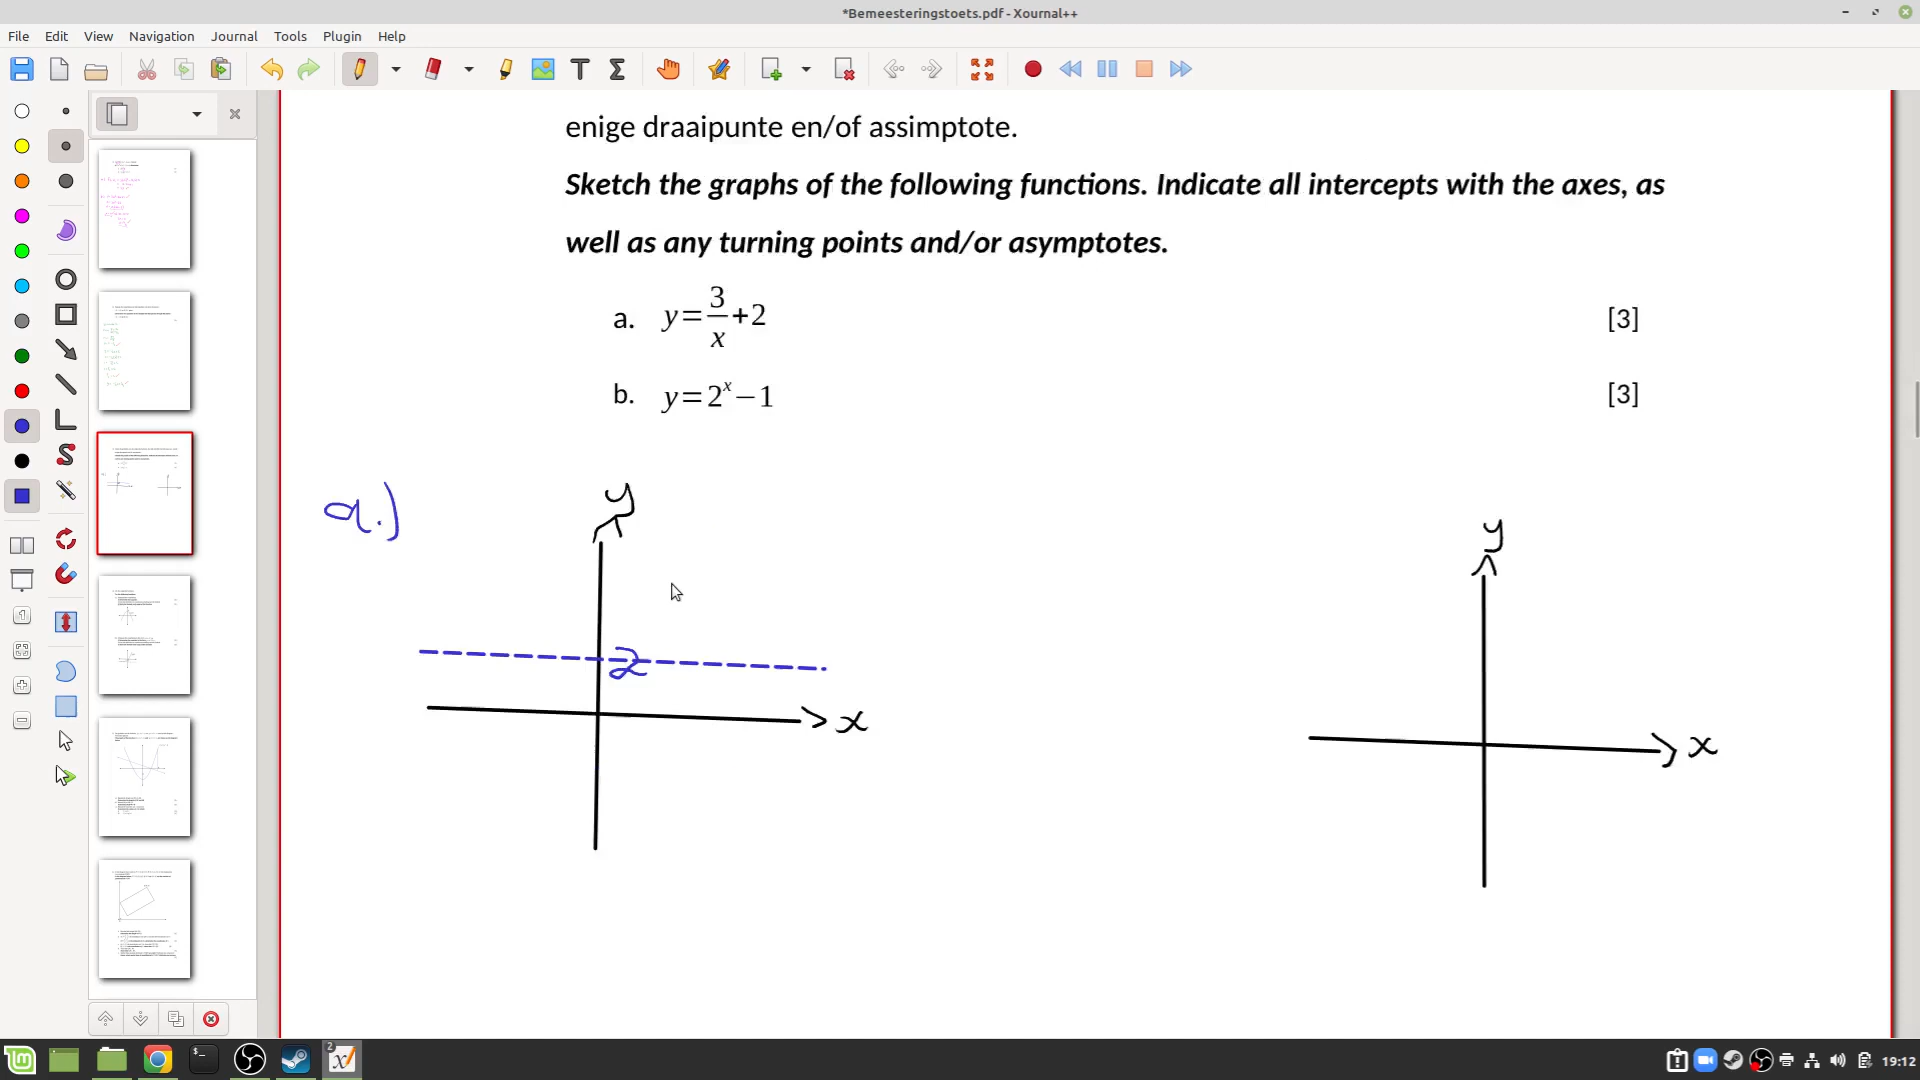 *Bemeesteringstoets.pdf - Xournal++
File Edit View Navigation Journal Tools Plugin Help
enige draaipunte en/of assimptote.
Sketch the graphs of the following functions. Indicate all intercepts with the axes, as
well as any turning points and/or asymptotes.
a. y=3/x+2 [3]
b. y=2^x−1 [3]
a.)
y
2
x
y
x
19:12